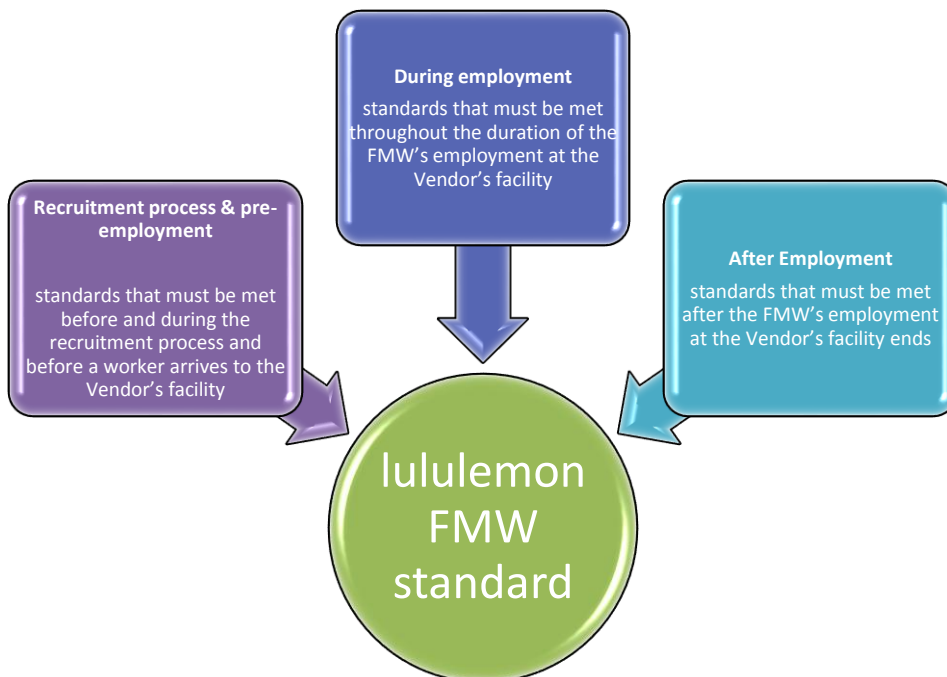 Recruitment process & pre-
employment
standards that must be met
before and during the
recruitment process and
before a worker arrives to the
Vendor’s facility
During employment
standards that must be met
throughout the duration of the
FMW’s employment at the
Vendor’s facility
After Employment
standards that must be met
after the FMW’s employment
at the Vendor’s facility ends
lululemon
FMW
standard